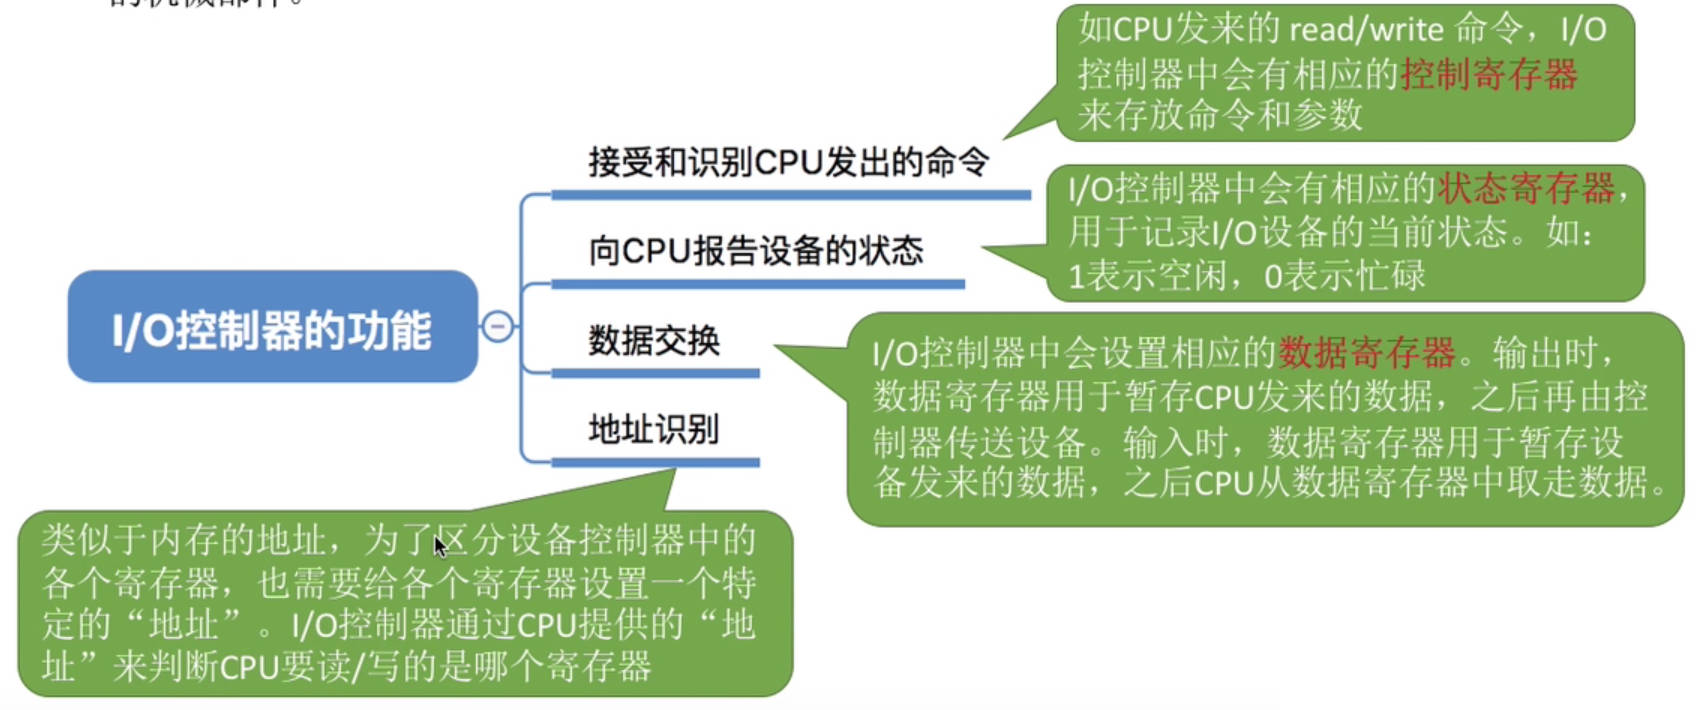 的机械部件。
如CPU发来的 read/write 命令，I/O
控制器中会有相应的控制寄存器
来存放命令和参数
接受和识别CPU发出的命令
I/O控制器中会有相应的状态寄存器，
用于记录I/O设备的当前状态。如：
1表示空闲，0表示忙碌
向CPU报告设备的状态
I/O控制器的功能
数据交换
I/O控制器中会设置相应的数据寄存器。输出时，
数据寄存器用于暂存CPU发来的数据，之后再由控
制器传送设备。输入时，数据寄存器用于暂存设
备发来的数据，之后CPU从数据寄存器中取走数据。
地址识别
类似于内存的地址，为了区分设备控制器中的
各个寄存器，也需要给各个寄存器设置一个特
定的“地址”。I/O控制器通过CPU提供的“地
址”来判断CPU要读/写的是哪个寄存器